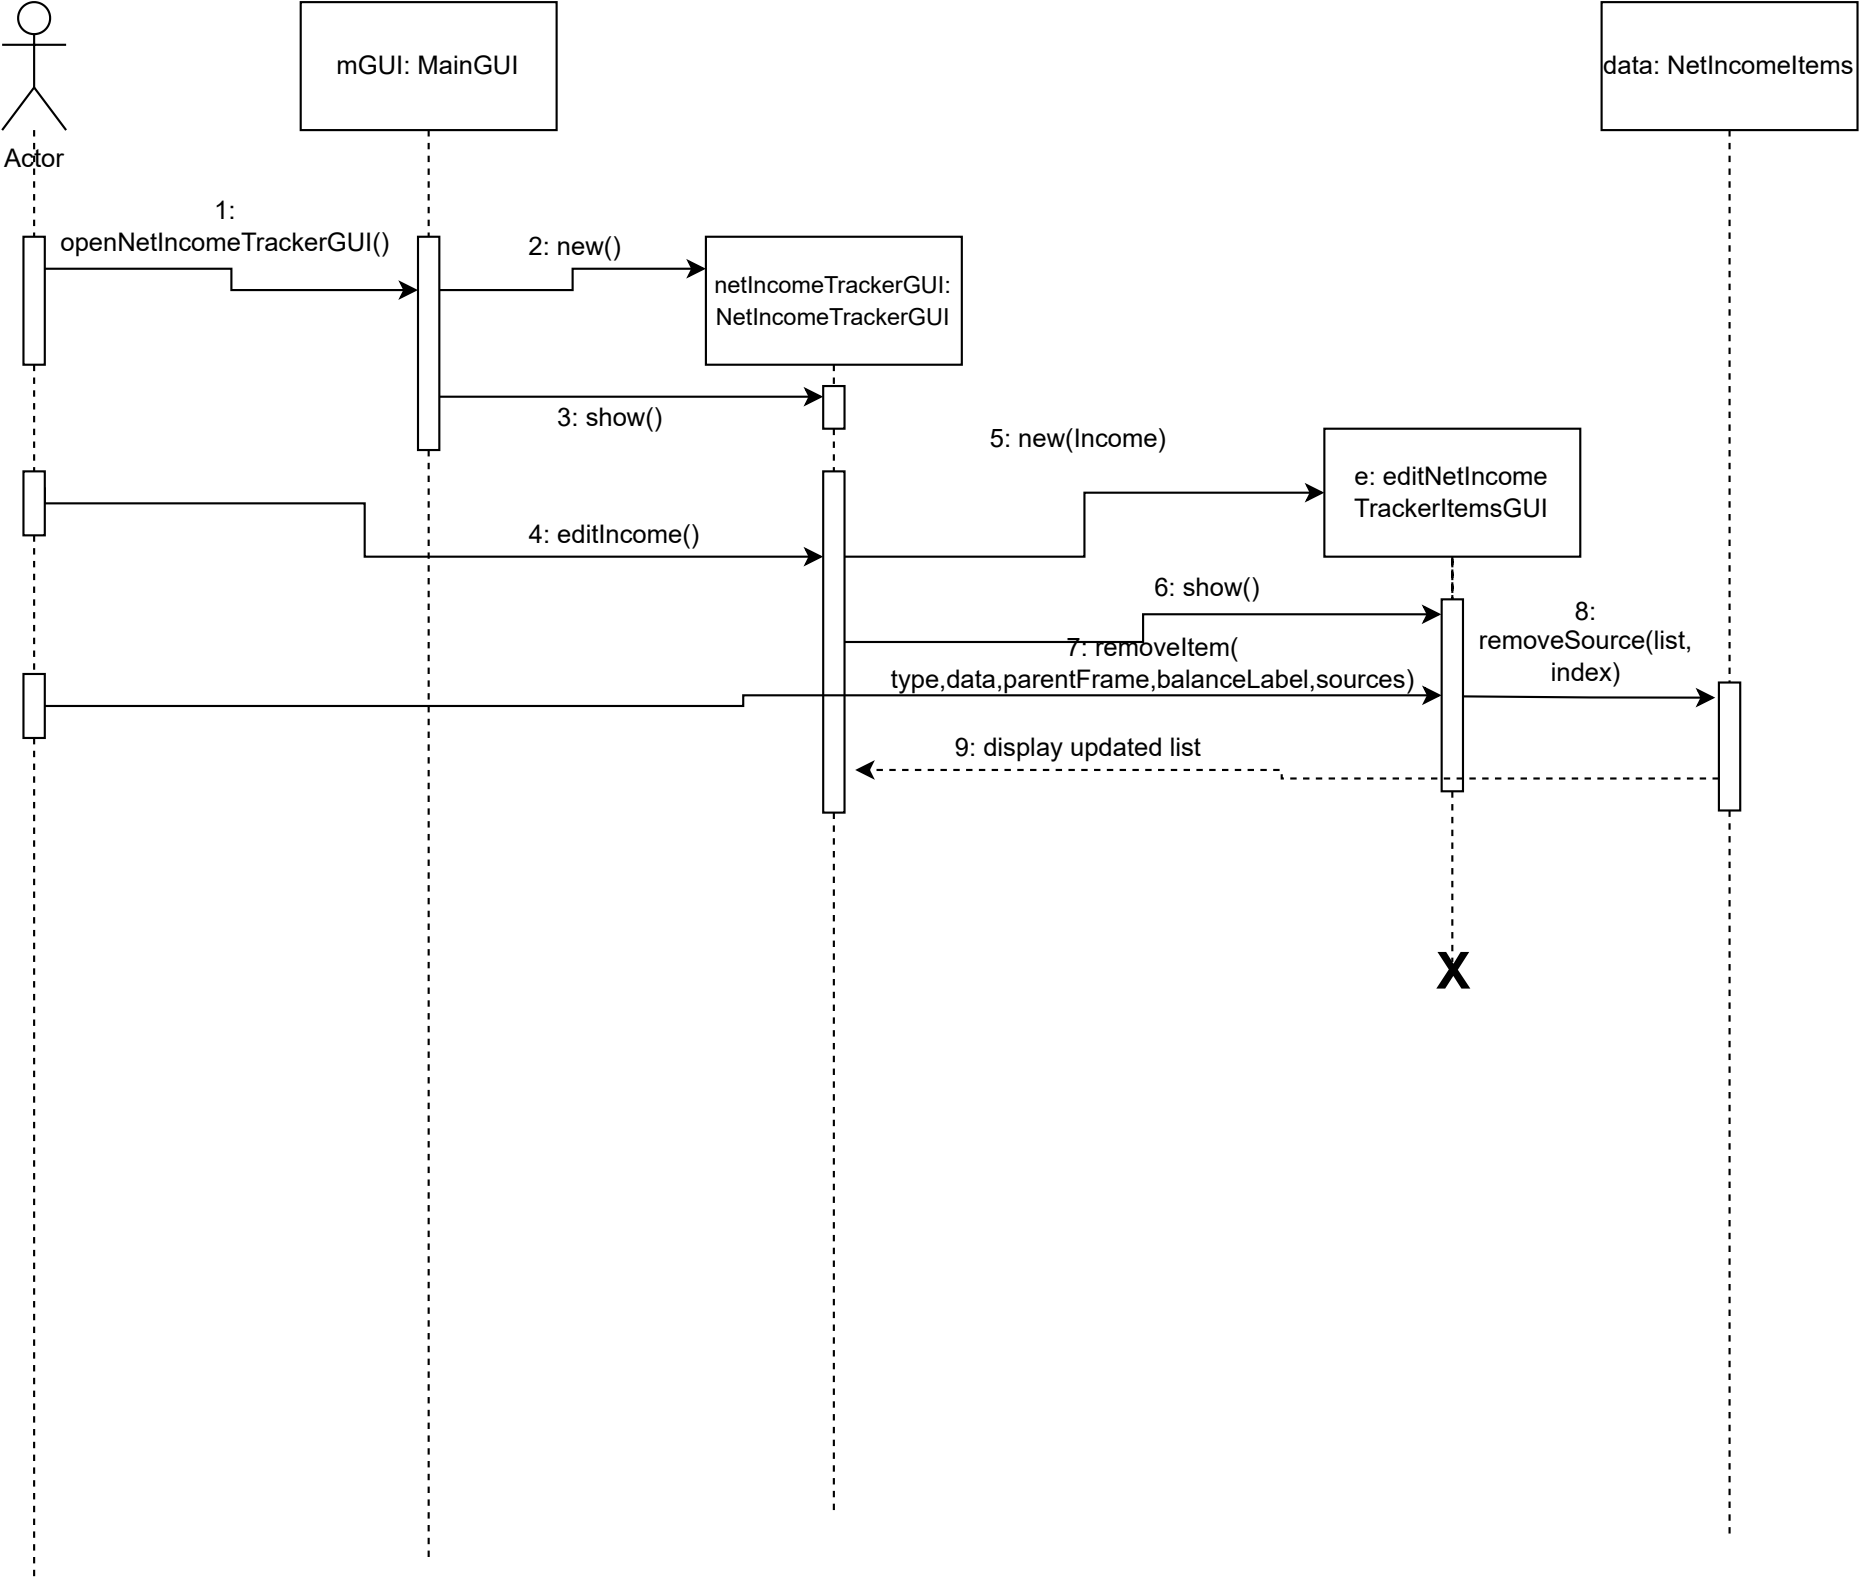 mGUI: MainGUI
data: NetIncomeItems
Actor
1:
openNetIncomeTrackerGUI()
2: new()
netIncomeTrackerGUI:
NetIncomeTrackerGUI
3: show()
5: new(Income)
e: editNetIncome
TrackerItemsGUI
4: editIncome()
6: show()
8:
removeSource(list,
index)
7: removeItem(
type,data,parentFrame,balanceLabel,sources)
9: display updated list
X